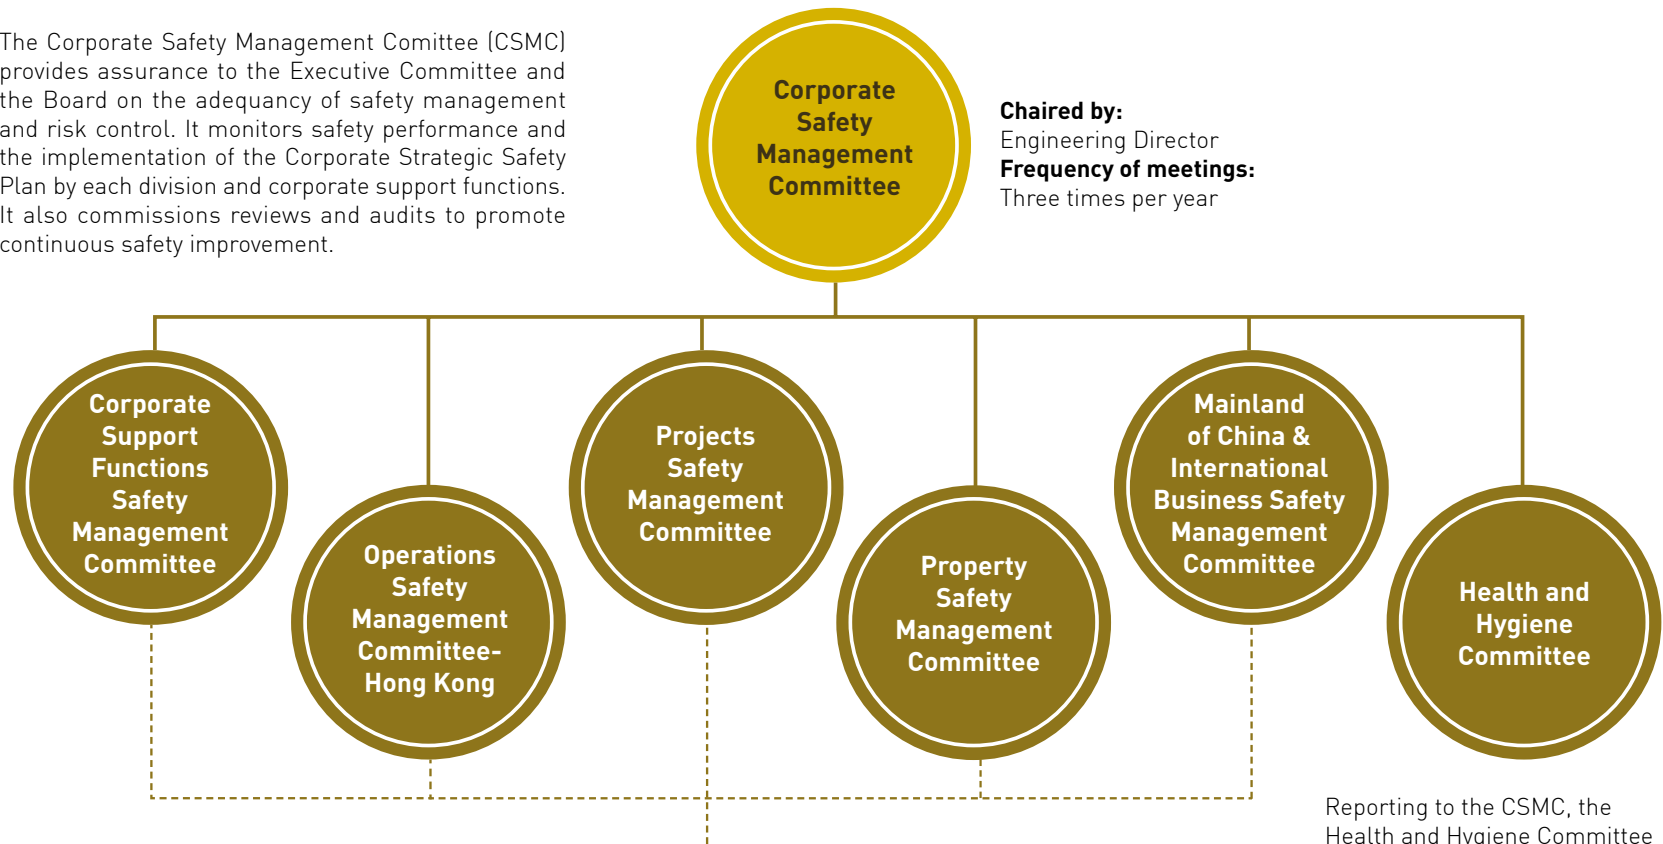 The Corporate Safety Management Comittee (CSMC)
provides assurance to the Executive Committee and
the Board on the adequancy of safety management
and risk control. It monitors safety performance and
the implementation of the Corporate Strategic Safety
Plan by each division and corporate support functions.
It also commissions reviews and audits to promote
continuous safety improvement.
Corporate
Safety
Management
Committee
Chaired by:
Engineering Director
Frequency of meetings:
Three times per year
Corporate
Support
Functions
Safety
Management
Committee
Operations
Safety
Management
Committee-
Hong Kong
Projects
Safety
Management
Committee
Property
Safety
Management
Committee
Mainland
of China &
International
Business Safety
Management
Committee
Health and
Hygiene
Committee
Reporting to the CSMC, the
Health and Hygiene Committee